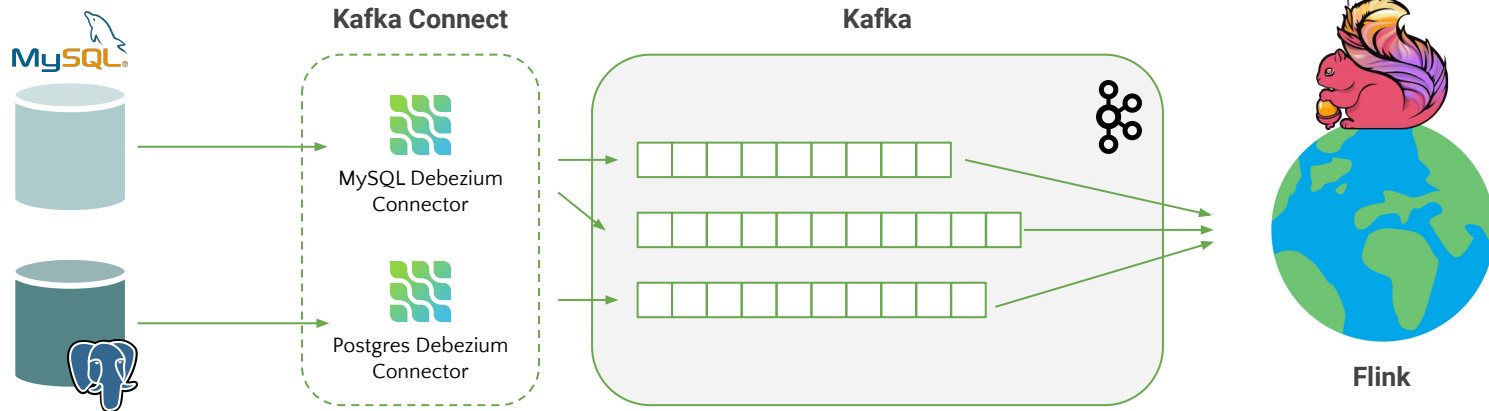 Kafka Connect
Kafka
MySQL®
MySQL Debezium
Connector
Postgres Debezium
Connector
Flink